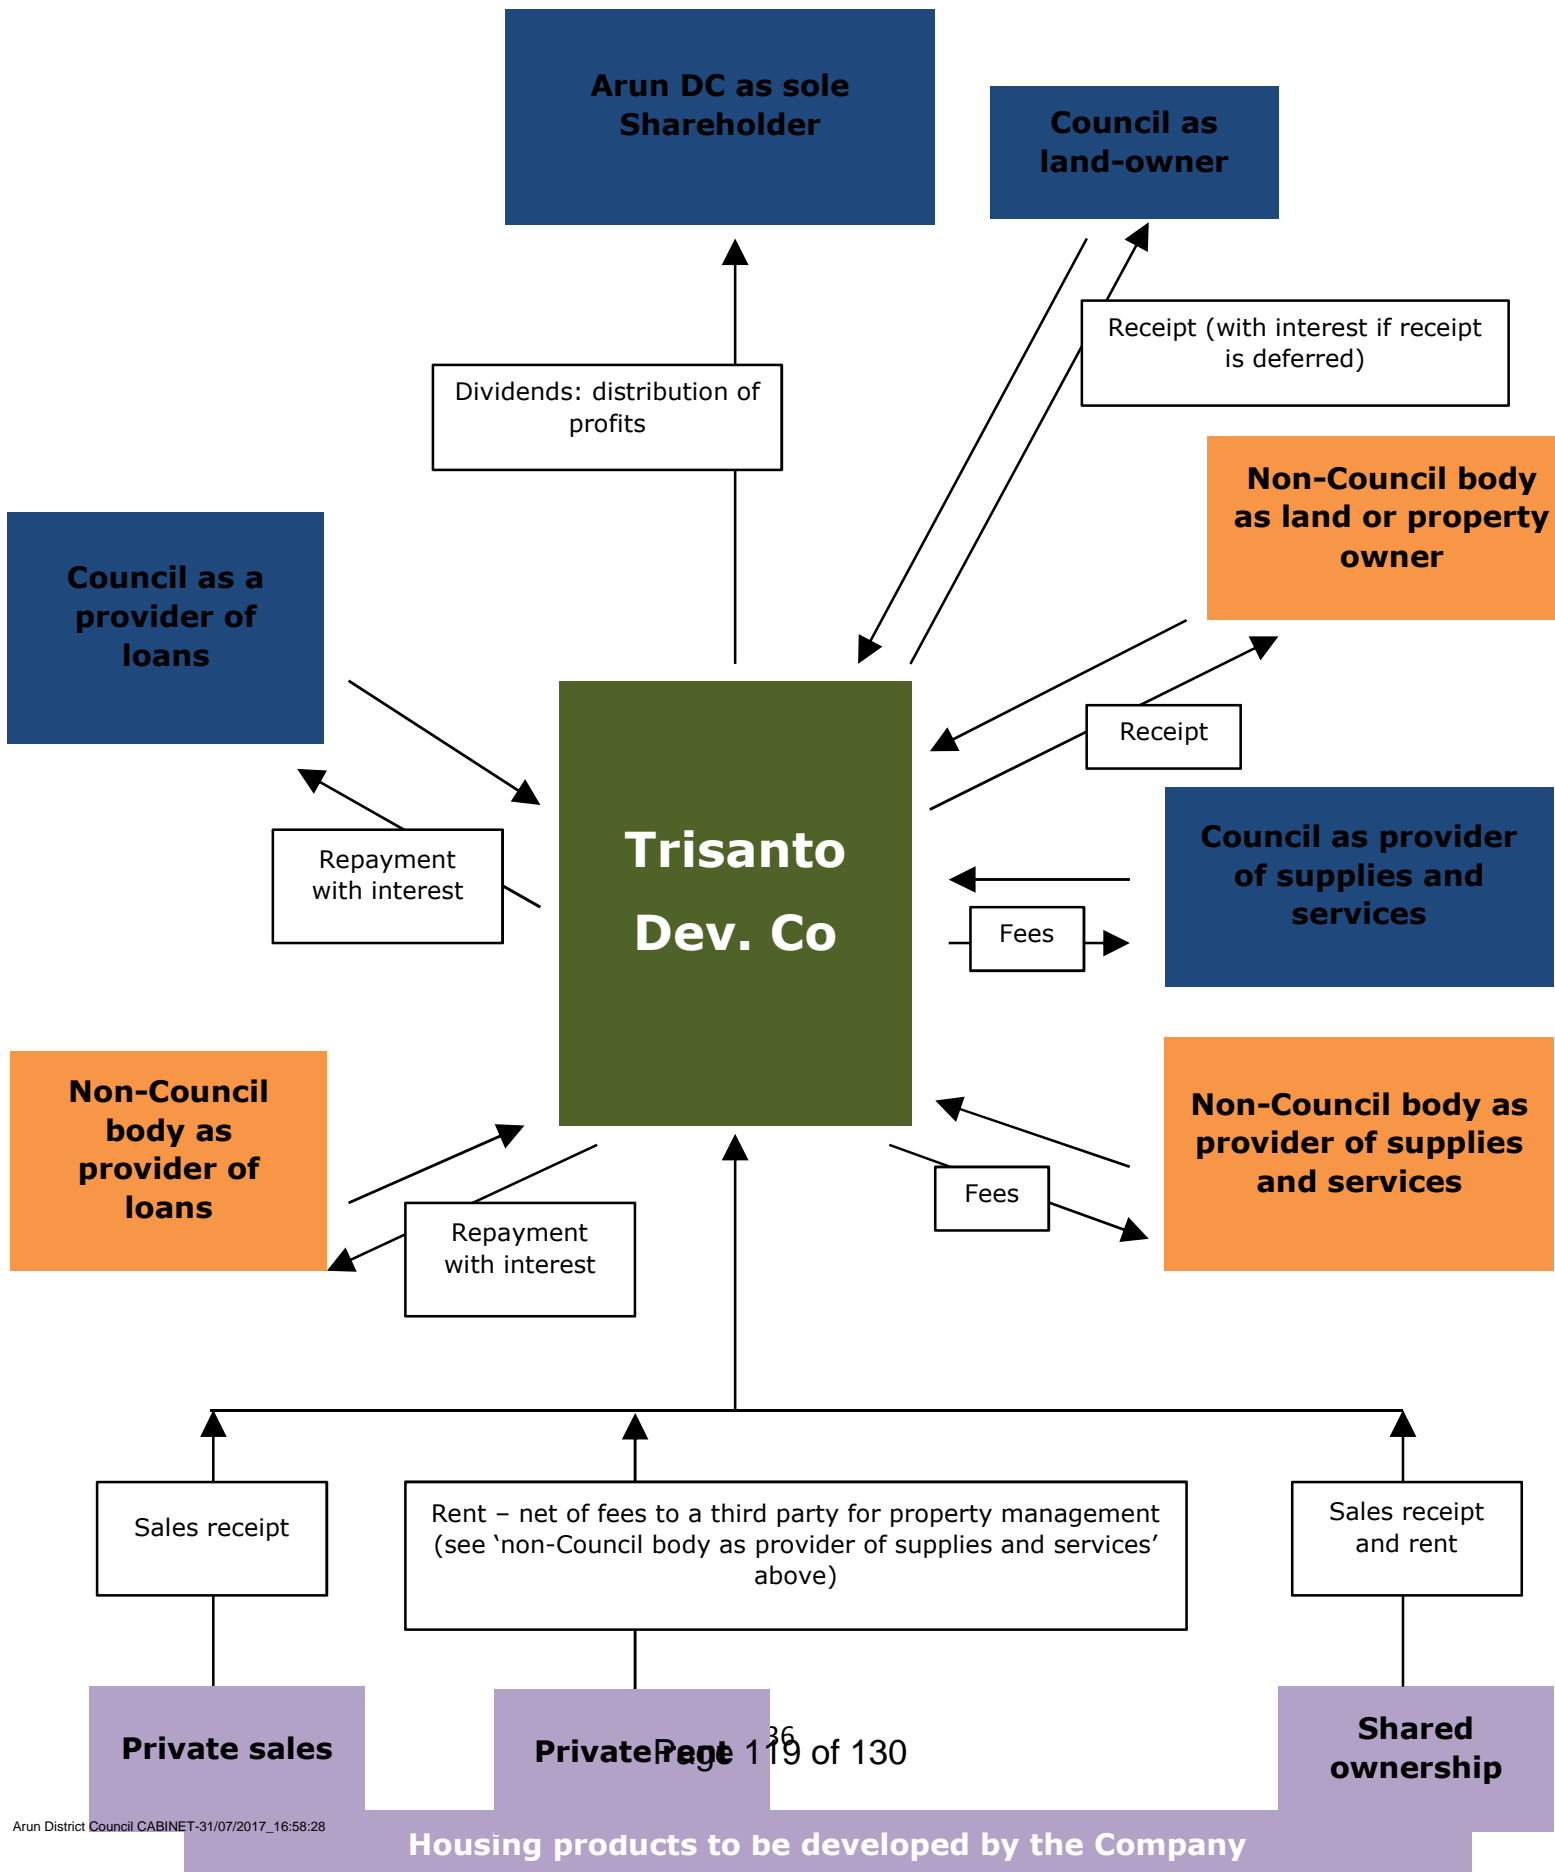 Arun DC as sole
Shareholder
Council as
land-owner
Receipt (with interest if receipt
is deferred)
Dividends: distribution of
profits
Non-Council body
as land or property
owner
Council as a
provider of
loans
Receipt
Trisanto
Dev. Co
Council as provider
of supplies and
services
Repayment
with interest
Fees
Non-Council
body as
provider of
loans
Non-Council body as
provider of supplies
and services
Fees
Repayment
with interest
Sales receipt
Rent – net of fees to a third party for property management
(see ‘non-Council body as provider of supplies and services’
above)
Sales receipt
and rent
Private sales
Private rent
36
Page 119 of 130
Shared
ownership
Arun District Council CABINET-31/07/2017_16:58:28
Housing products to be developed by the Company